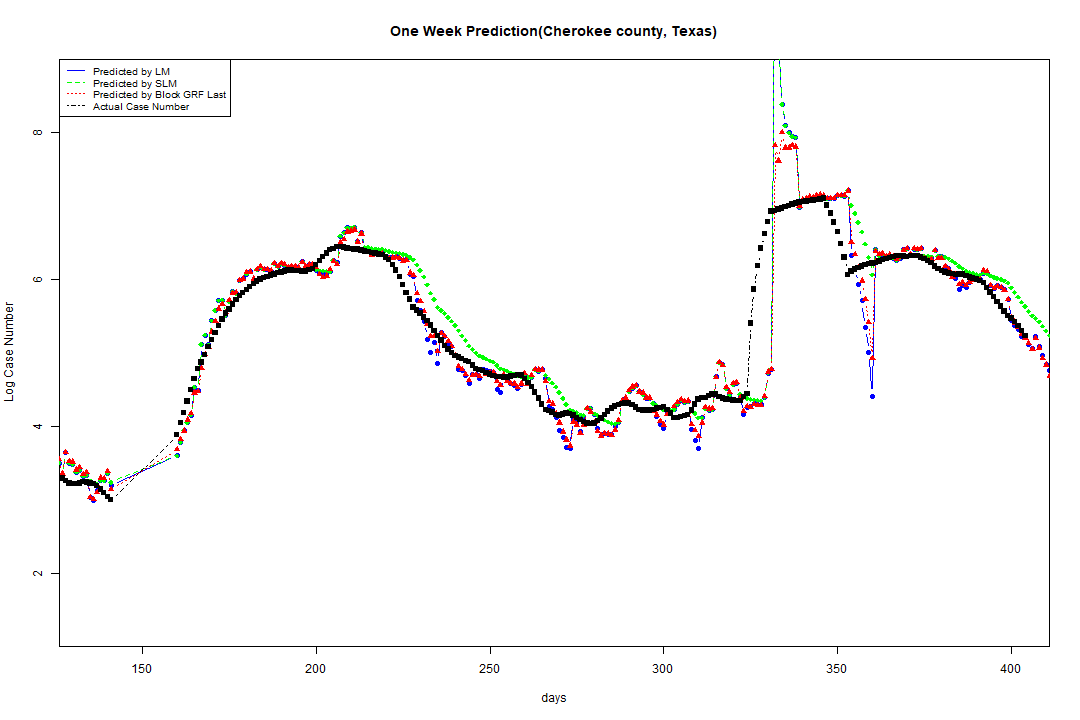 One Week Prediction(Cherokee county, Texas)
Predicted by LM
Predicted by SLM
Predicted by Block GRF Last
Actual Case Number
8
6
4
2
Log Case Number
150
200
250
300
350
400
days